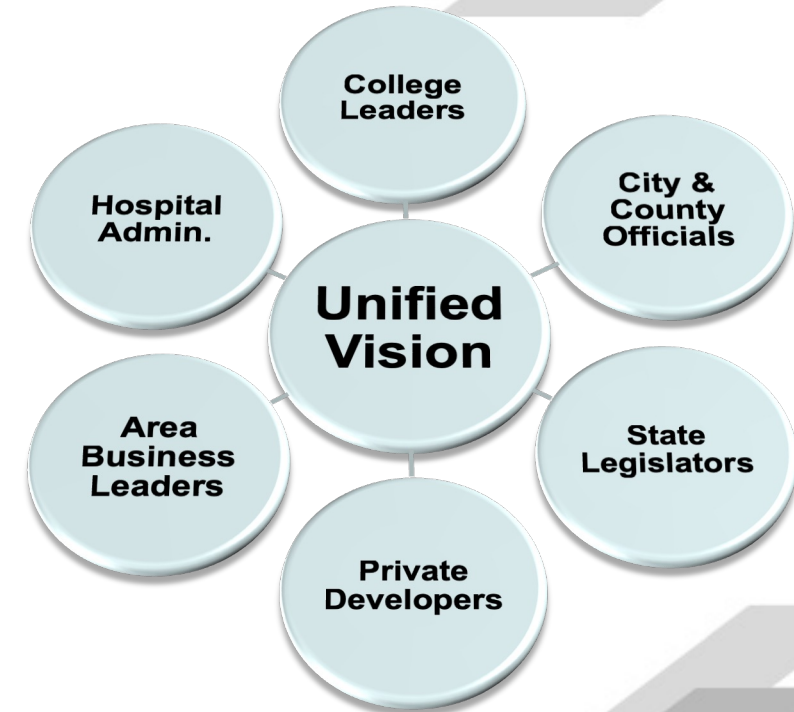 College
Leaders
City &
County
Officials
Hospital
Admin.
Unified
Vision
State
Legislators
Area
Business
Leaders
Private
Developers